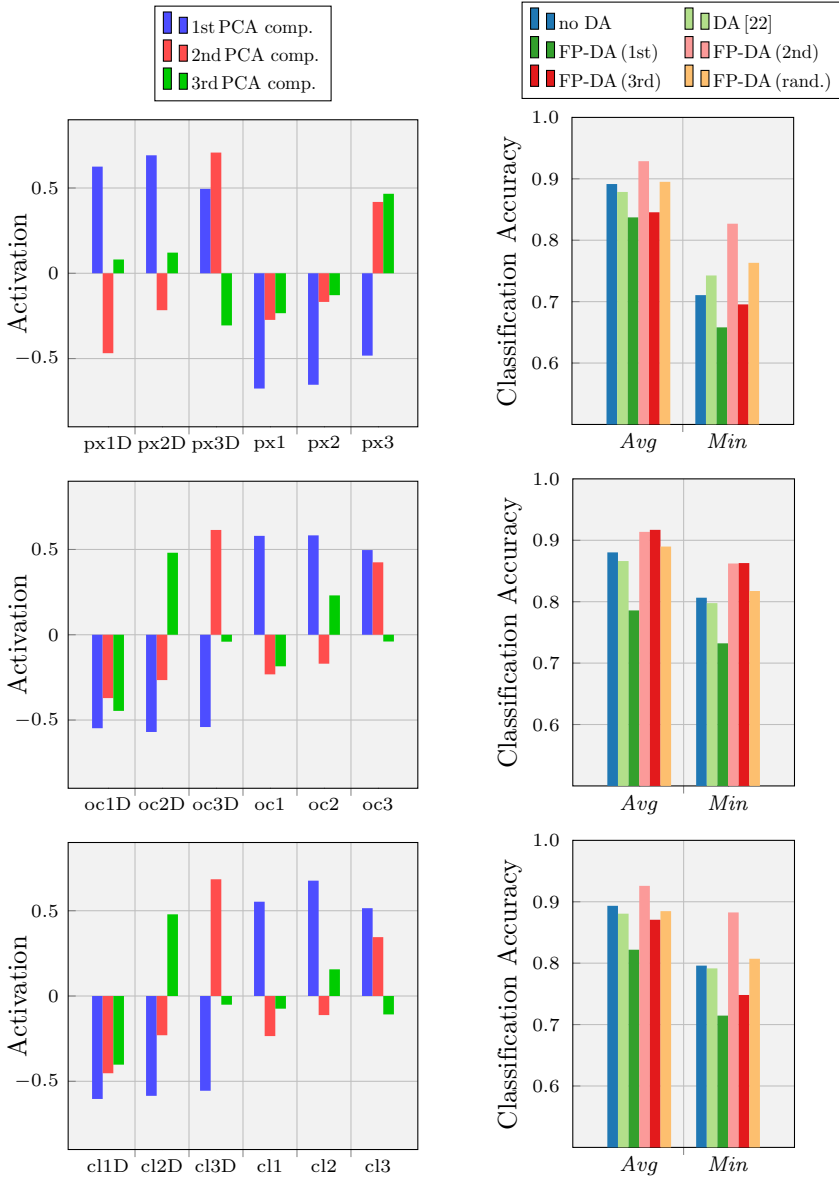 1st PCA comp.
2nd PCA comp.
3rd PCA comp.
no DA DA [22]
FP-DA (1st) FP-DA (2nd)
FP-DA (3rd) FP-DA (rand.)
Activation
0.5
0
−0.5
px1D px2D px3D px1 px2 px3
Classification Accuracy
1.0
0.9
0.8
0.7
0.6
Avg Min
Activation
0.5
0
−0.5
oc1D oc2D oc3D oc1 oc2 oc3
Classification Accuracy
1.0
0.9
0.8
0.7
0.6
Avg Min
Activation
0.5
0
−0.5
cl1D cl2D cl3D cl1 cl2 cl3
Classification Accuracy
1.0
0.9
0.8
0.7
0.6
Avg Min